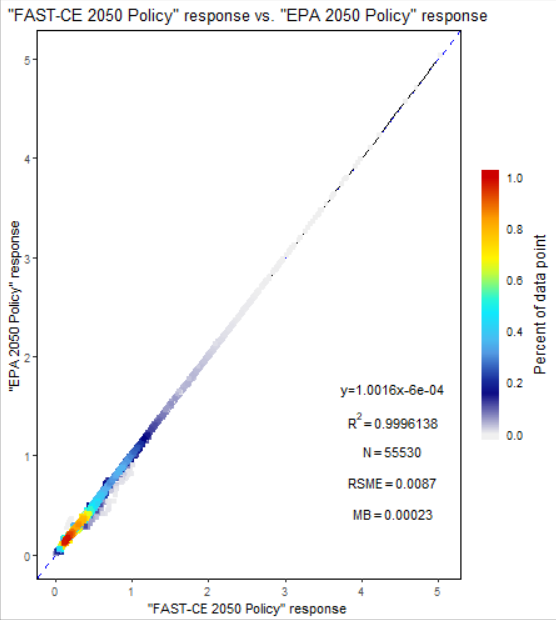 "FAST-CE 2050 Policy" response vs. "EPA 2050 Policy" response
5
4
3
2
1
0
"EPA 2050 Policy" response
y=1.0016x-6e-04
R²=0.9996138
N=55530
RSME=0.0087
MB=0.00023
0 1 2 3 4 5
"FAST-CE 2050 Policy" response
1.0
0.8
0.6
0.4
0.2
0.0
Percent of data point